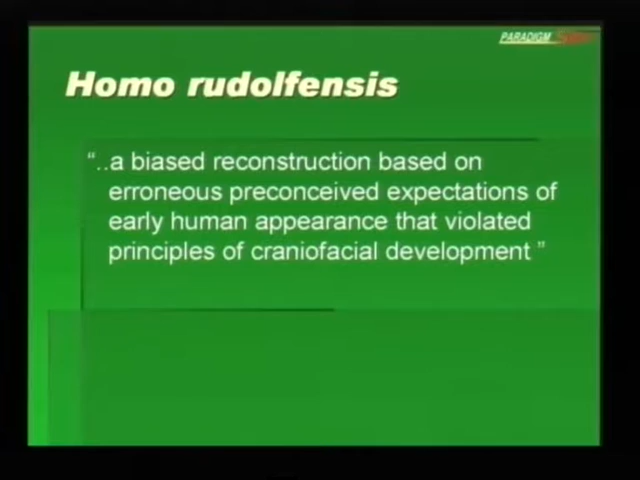 PARADIGM
Homo rudolfensis
“..a biased reconstruction based on
erroneous preconceived expectations of
early human appearance that violated
principles of craniofacial development ”